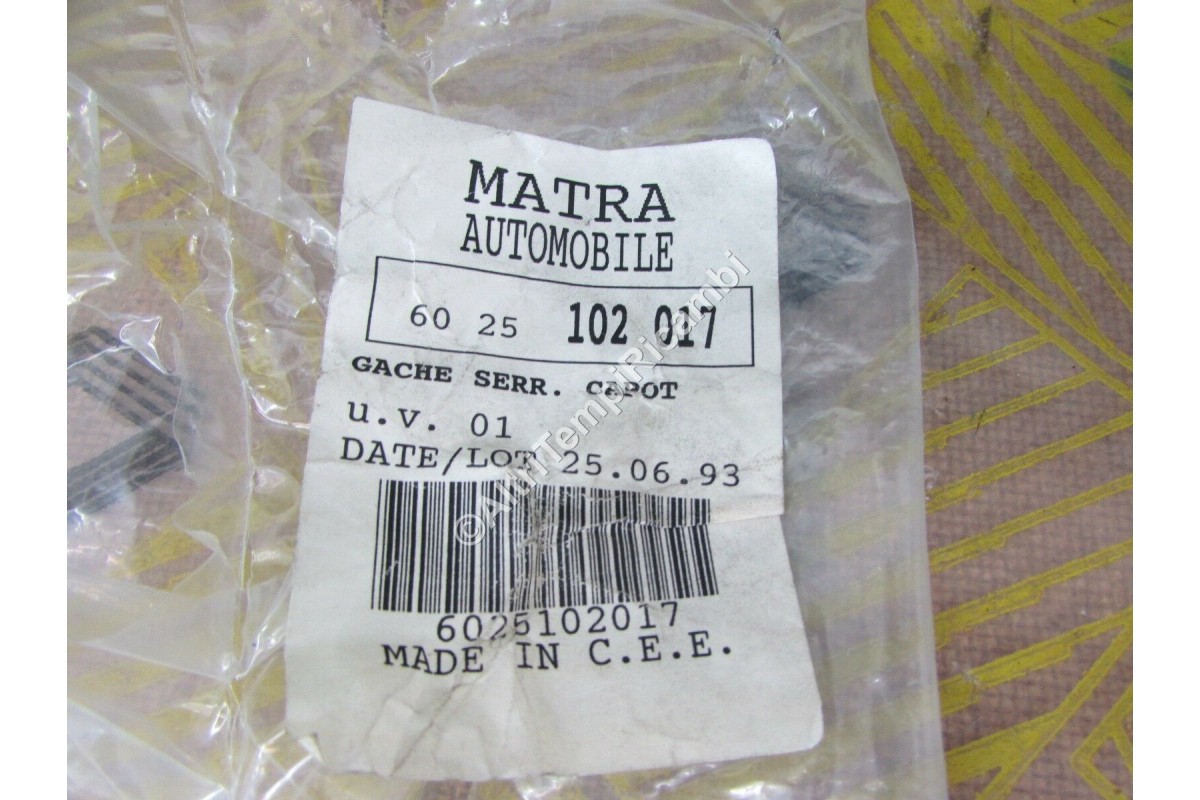 MATRA
AUTOMOBILE
60 25 102 017
GACHE SERR. CAPOT
u.v. 01
DATE/LOT 25.06.93
6025102017
MADE IN C.E.E.
©AltriTempiRicambi